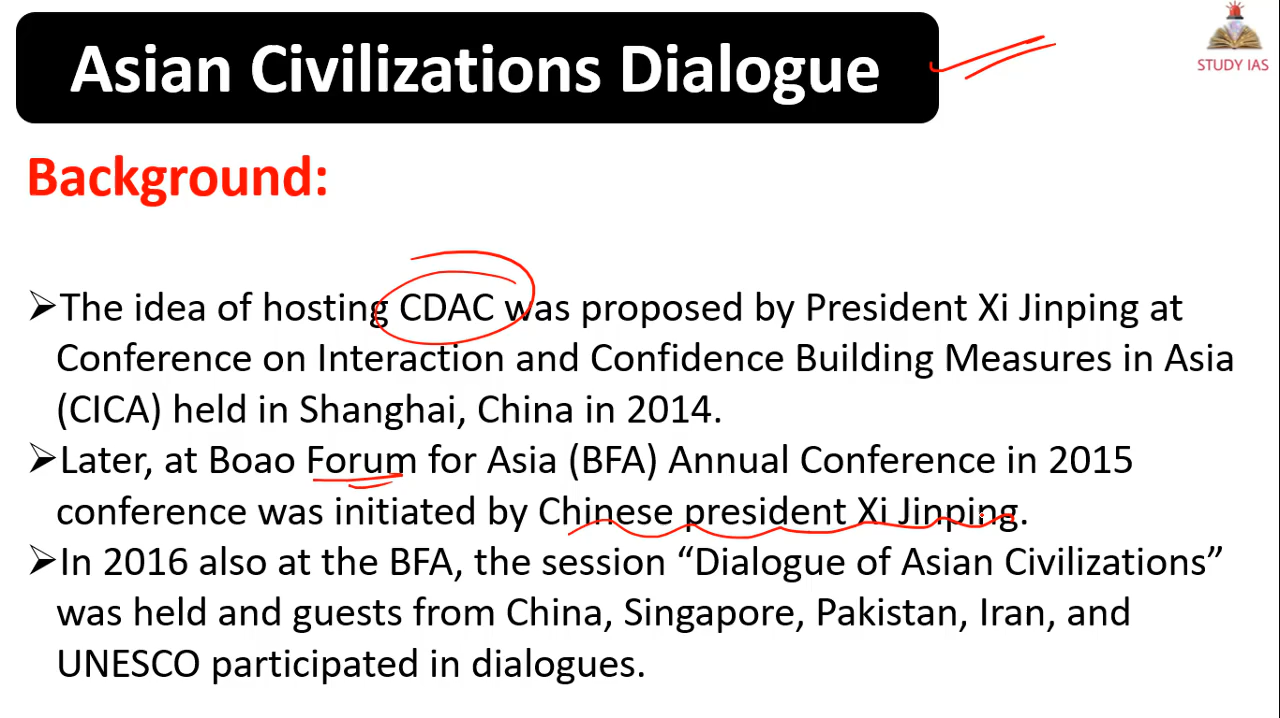 Asian Civilizations Dialogue
STUDY IAS
Background:
➢The idea of hosting CDAC was proposed by President Xi Jinping at
Conference on Interaction and Confidence Building Measures in Asia
(CICA) held in Shanghai, China in 2014.
➢Later, at Boao Forum for Asia (BFA) Annual Conference in 2015
conference was initiated by Chinese president Xi Jinping.
➢In 2016 also at the BFA, the session “Dialogue of Asian Civilizations”
was held and guests from China, Singapore, Pakistan, Iran, and
UNESCO participated in dialogues.